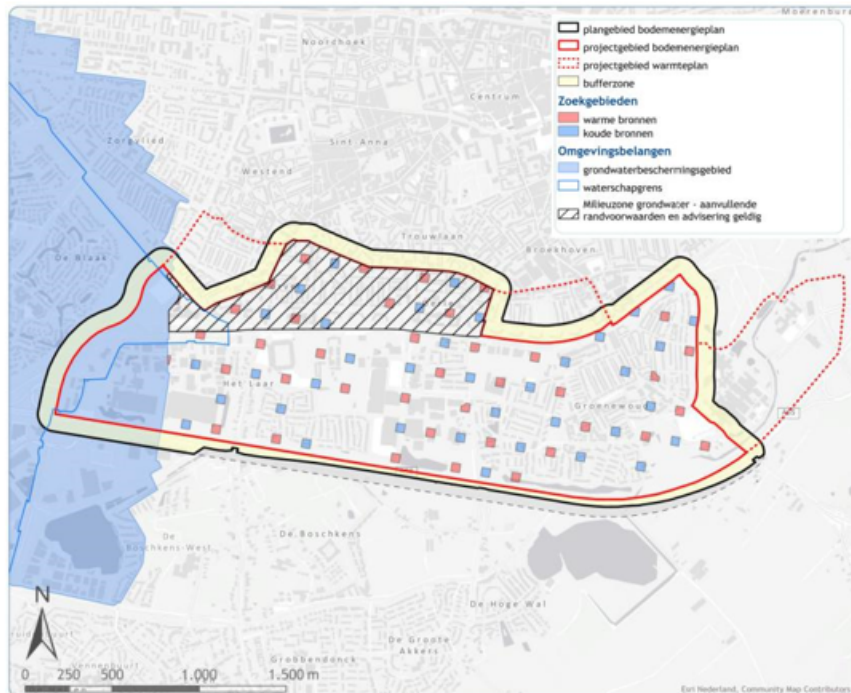 Moerenbu
plangebied bodemenergieplan
projectgebied bodemenergieplan
projectgebied warmteplan
bufferzone
Zoekgebieden
warme bronnen
koude bronnen
Omgevingsbelangen
grondwaterbeschermingsgebied
waterschapgrens
Milieuzone grondwater - aanvullende
randvoorwaarden en advisering geldig
Noordhoek
Centrum
Zorgvlied
Sint Anna
Westend
Trouwlaan
De Blaak
Broekhoven
Het Laar
Groenewoud
De Boschkens
De
Boschkens-West
De Hoge Wal
De Groote
Akkers
Grobbendonck
Vennenbuurt
N
0 250 500 1.000 1.500 m
Esri Nederland, Community Map Contributors